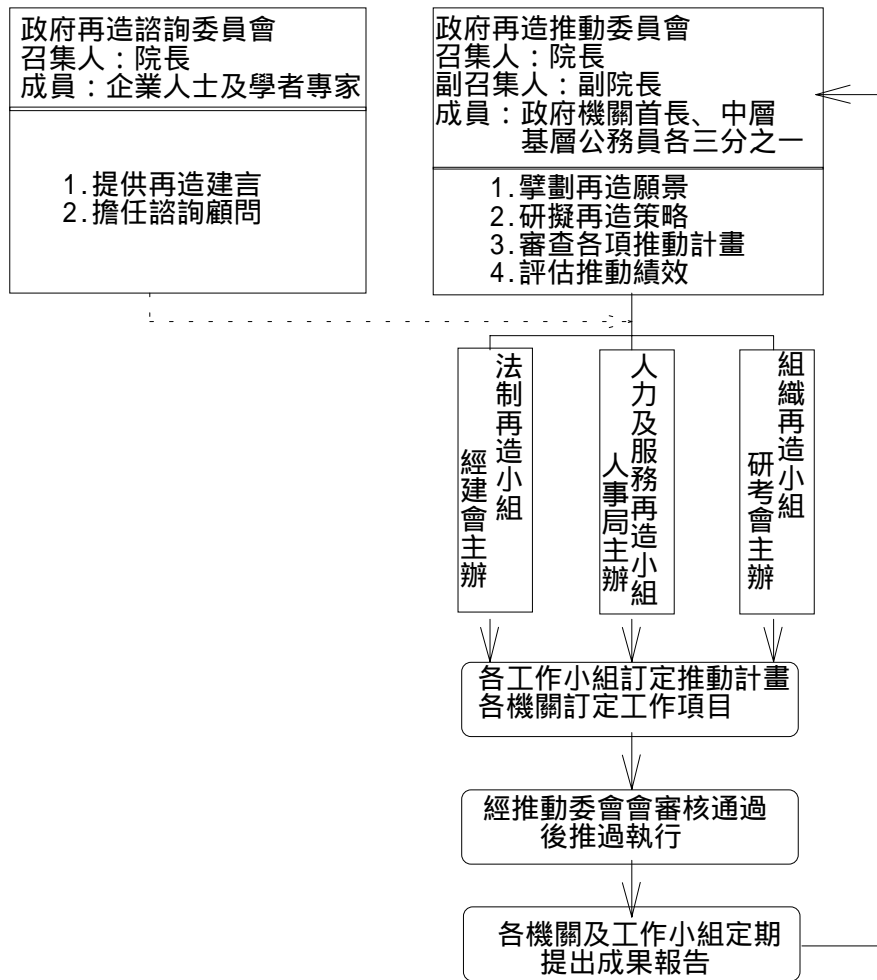 政府再造諮詢委員會
召集人：院長
成員：企業人士及學者專家
1.提供再造建言
2.擔任諮詢顧問
政府再造推動委員會
召集人：院長
副召集人：副院長
成員：政府機關首長、中層
基層公務員各三分之一
1.擘劃再造願景
2.研擬再造策略
3.審查各項推動計畫
4.評估推動績效
法制再造小組
經建會主辦
人力及服務再造小組
人事局主辦
組織再造小組
研考會主辦
各工作小組訂定推動計畫
各機關訂定工作項目
經推動委會會審核通過
後推過執行
各機關及工作小組定期
提出成果報告